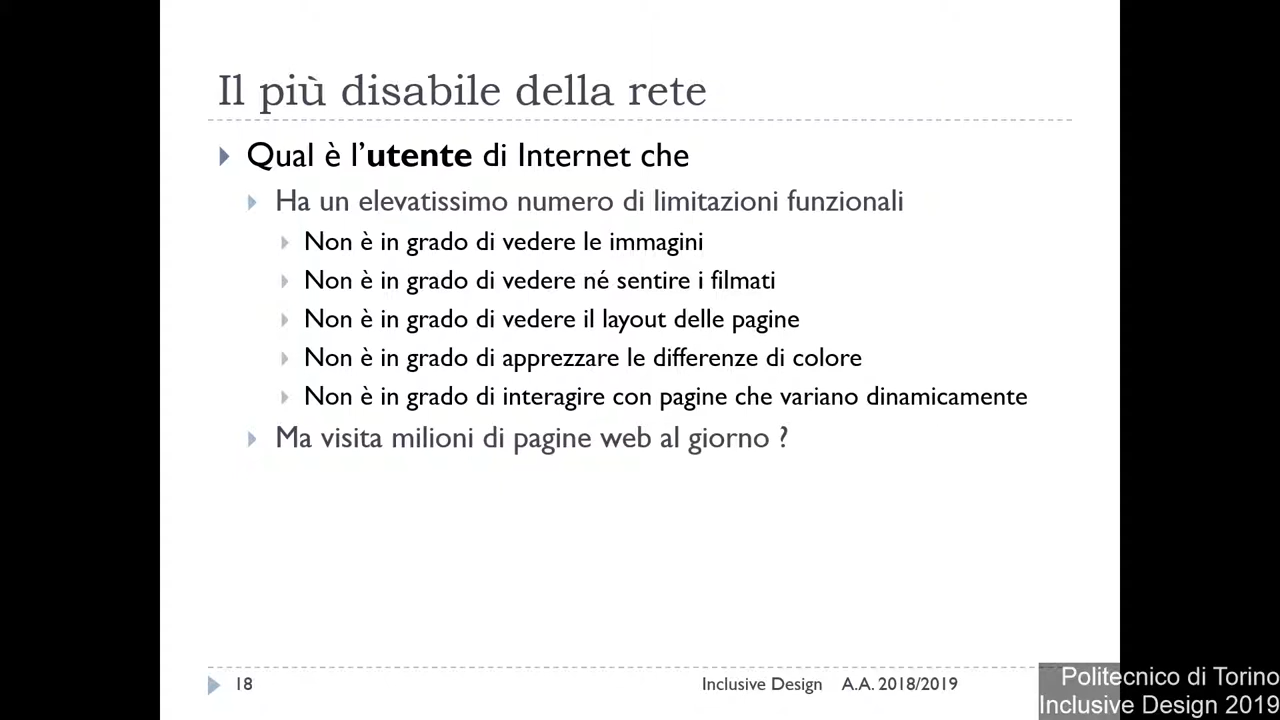 Il più disabile della rete
Qual è l’utente di Internet che
Ha un elevatissimo numero di limitazioni funzionali
Non è in grado di vedere le immagini
Non è in grado di vedere né sentire i filmati
Non è in grado di vedere il layout delle pagine
Non è in grado di apprezzare le differenze di colore
Non è in grado di interagire con pagine che variano dinamicamente
Ma visita milioni di pagine web al giorno ?
18 Inclusive Design A.A. 2018/2019
Politecnico di Torino
Inclusive Design 2019